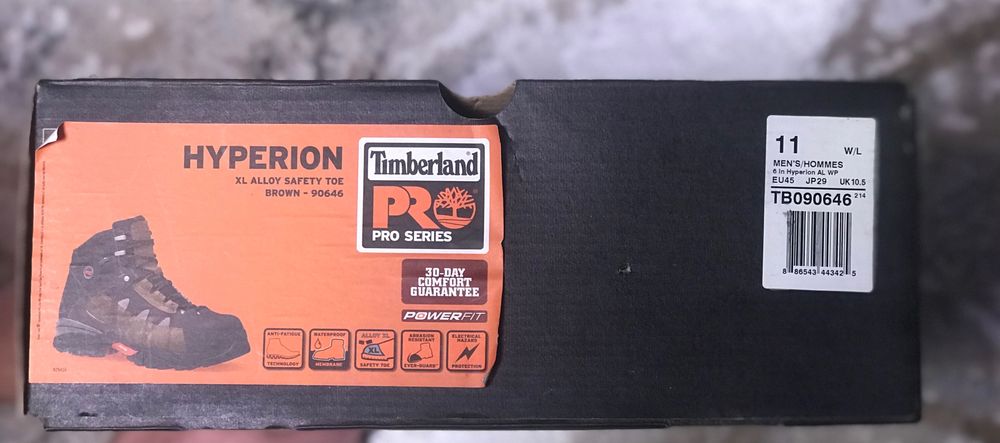 HYPERION
XL ALLOY SAFETY TOE
BROWN - 90646
Timberland
PRO
PRO SERIES
30-DAY
COMFORT
GUARANTEE
POWERFIT
ANTI-FATIGUE
TECHNOLOGY
WATERPROOF
MEMBRANE
ALLOY XL
XL
SAFETY TOE
ABRASION
RESISTANT
EVER-GUARD™
ELECTRICAL
HAZARD
PROTECTION
11 W/L
MEN'S/HOMMES
6 In Hyperion AL WP
EU45 JP29 UK10.5
TB090646 214
8 86543 44342 5